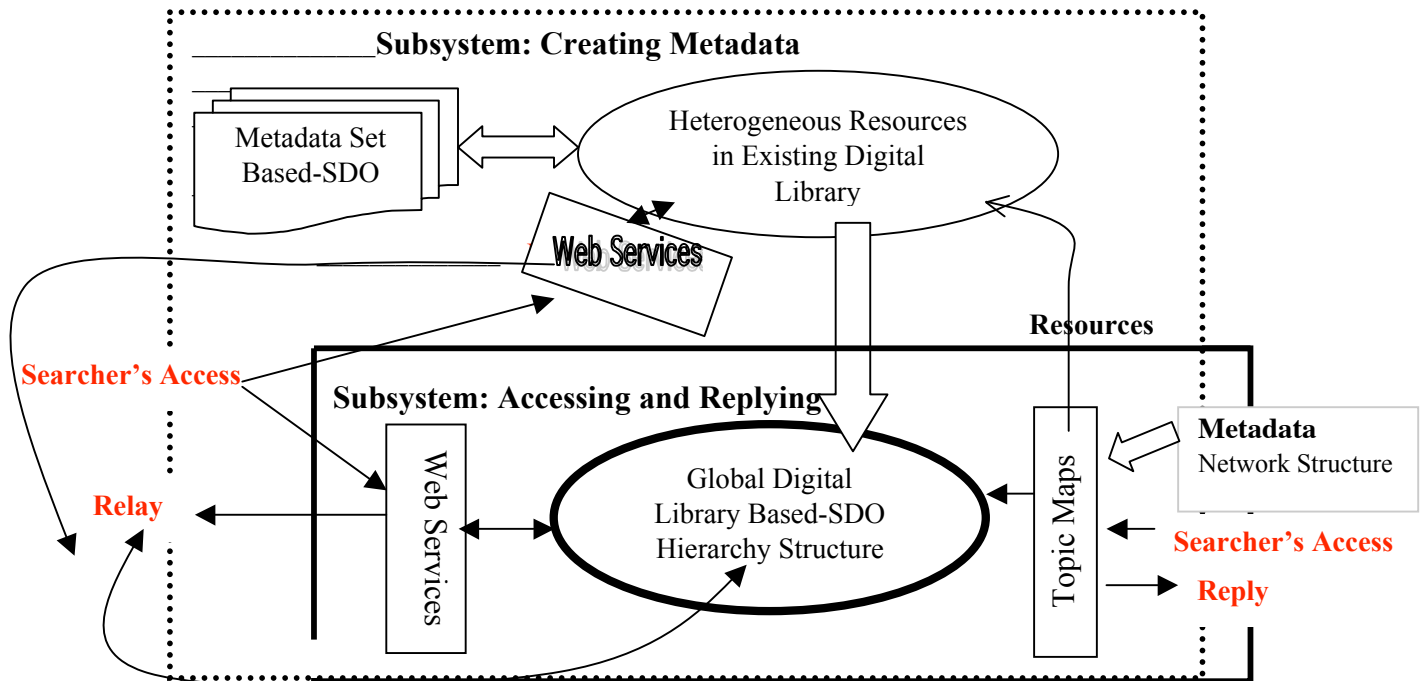 Subsystem: Creating Metadata
Metadata Set
Based-SDO
Heterogeneous Resources
in Existing Digital
Library
Web Services
Resources
Searcher's Access
Subsystem: Accessing and Replying
Metadata
Network Structure
Web Services
Global Digital
Library Based-SDO
Hierarchy Structure
Topic Maps
Relay
Searcher's Access
Reply